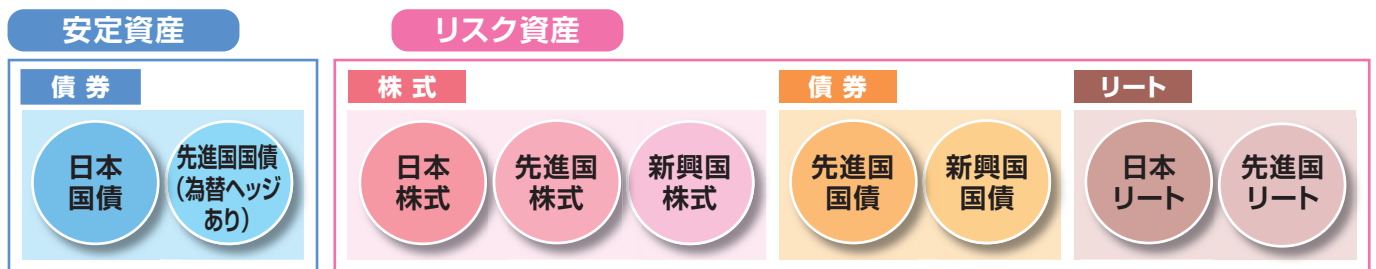 安定資産
リスク資産
債券
株式
債券
リート
日本
国債
先進国国債
(為替ヘッジ
あり)
日本
株式
先進国
株式
新興国
株式
先進国
国債
新興国
国債
日本
リート
先進国
リート